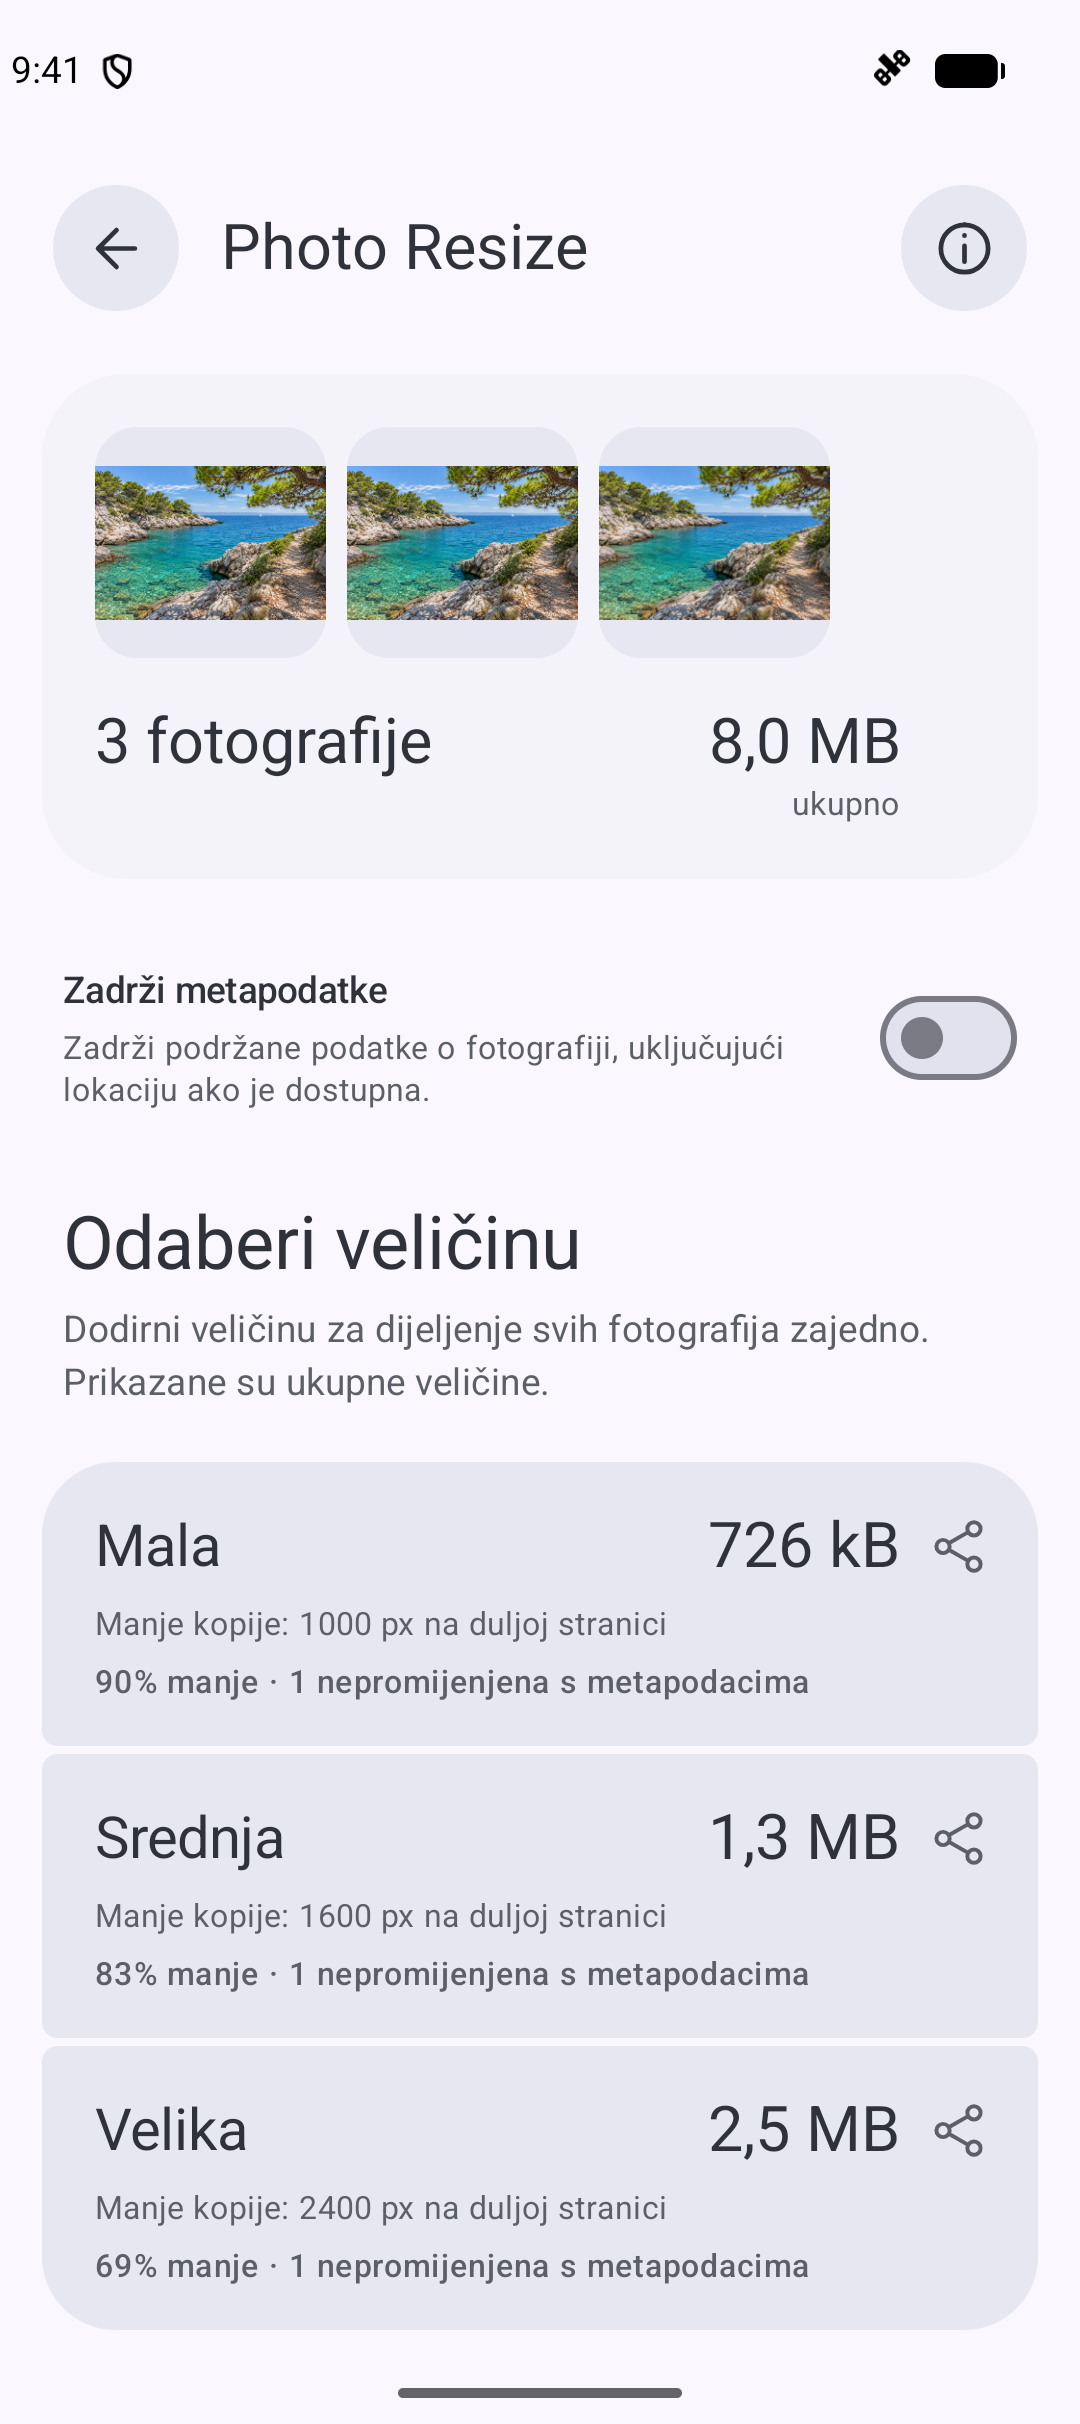 9:41
Photo Resize
3 fotografije
8,0 MB
ukupno
Zadrži metapodatke
Zadrži podržane podatke o fotografiji, uključujući
lokaciju ako je dostupna.
Odaberi veličinu
Dodirni veličinu za dijeljenje svih fotografija zajedno.
Prikazane su ukupne veličine.
Mala
726 kB
Manje kopije: 1000 px na duljoj stranici
90% manje · 1 nepromijenjena s metapodacima
Srednja
1,3 MB
Manje kopije: 1600 px na duljoj stranici
83% manje · 1 nepromijenjena s metapodacima
Velika
2,5 MB
Manje kopije: 2400 px na duljoj stranici
69% manje · 1 nepromijenjena s metapodacima